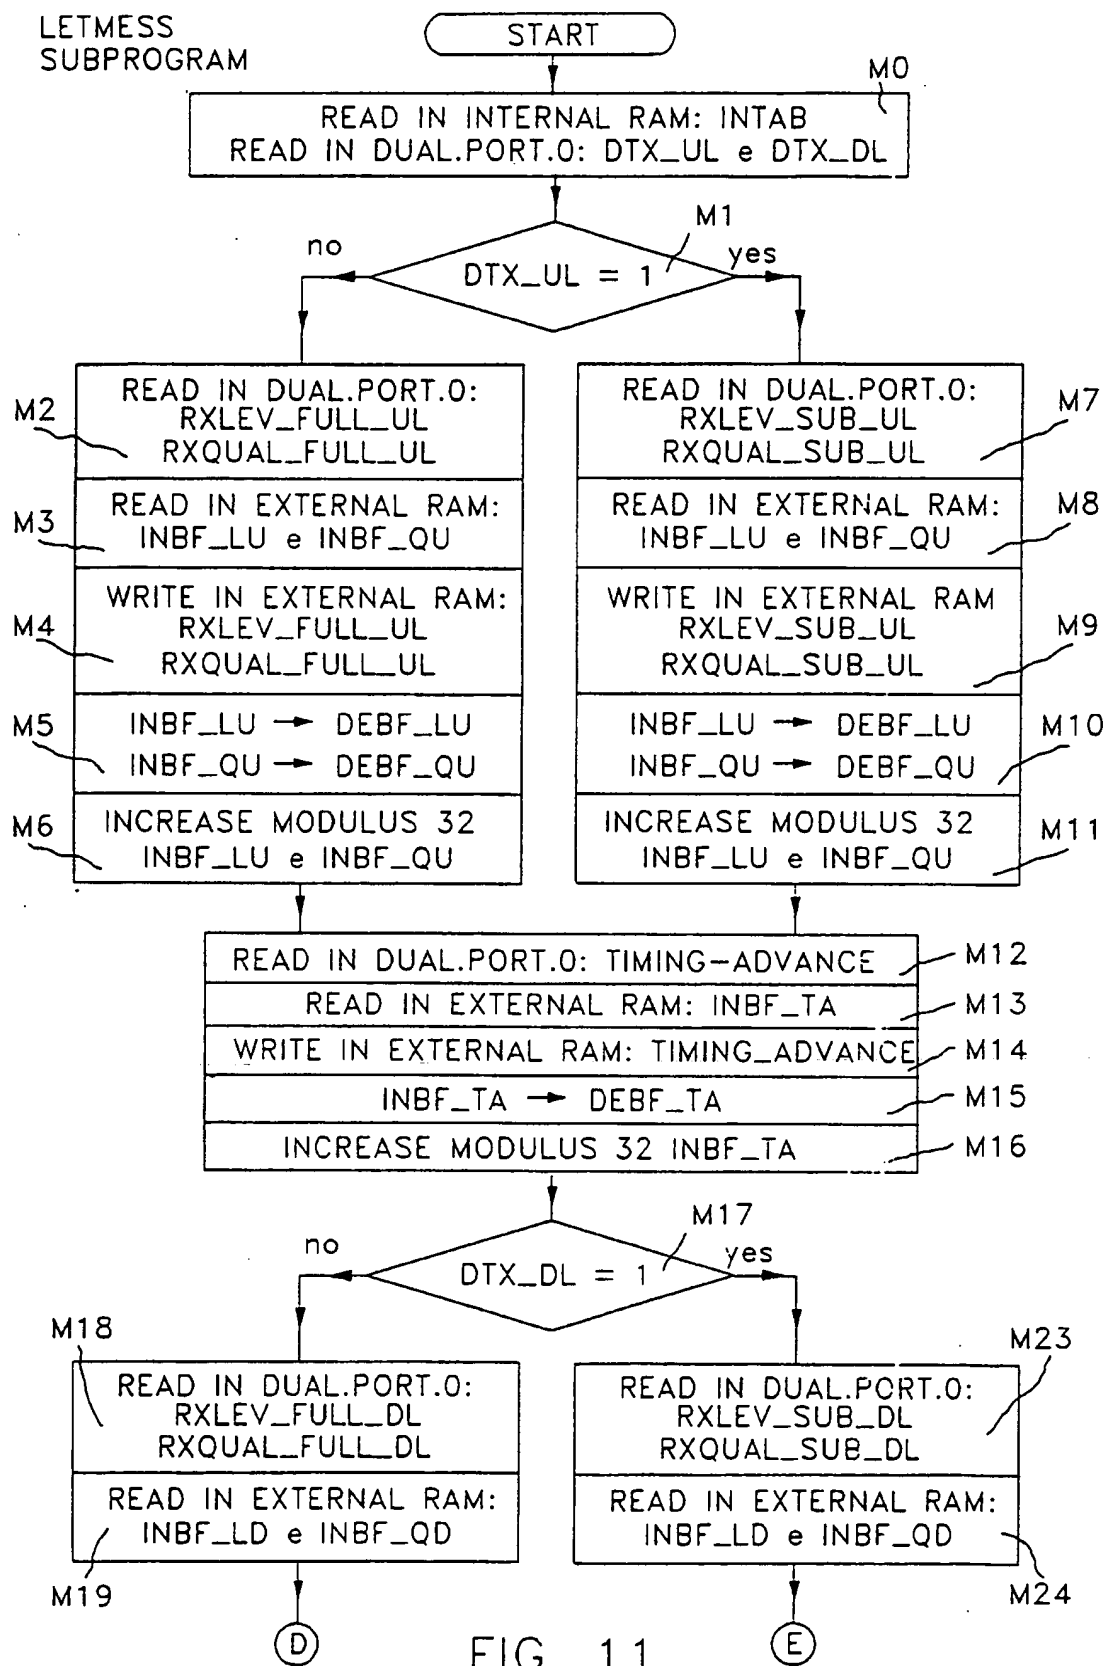 LETMESS
SUBPROGRAM
START
M0
READ IN INTERNAL RAM: INTAB
READ IN DUAL.PORT.0: DTX_UL e DTX_DL
M1
no
DTX_UL = 1
yes
READ IN DUAL.PORT.0:
RXLEV_FULL_UL
RXQUAL_FULL_UL
M2
READ IN EXTERNAL RAM:
INBF_LU e INBF_QU
M3
WRITE IN EXTERNAL RAM:
RXLEV_FULL_UL
RXQUAL_FULL_UL
M4
INBF_LU → DEBF_LU
INBF_QU → DEBF_QU
M5
INCREASE MODULUS 32
INBF_LU e INBF_QU
M6
READ IN DUAL.PORT.0:
RXLEV_SUB_UL
RXQUAL_SUB_UL
M7
READ IN EXTERNAL RAM:
INBF_LU e INBF_QU
M8
WRITE IN EXTERNAL RAM
RXLEV_SUB_UL
RXQUAL_SUB_UL
M9
INBF_LU → DEBF_LU
INBF_QU → DEBF_QU
M10
INCREASE MODULUS 32
INBF_LU e INBF_QU
M11
READ IN DUAL.PORT.0: TIMING-ADVANCE
M12
READ IN EXTERNAL RAM: INBF_TA
M13
WRITE IN EXTERNAL RAM: TIMING_ADVANCE
M14
INBF_TA → DEBF_TA
M15
INCREASE MODULUS 32 INBF_TA
M16
M17
no
DTX_DL = 1
yes
M18
READ IN DUAL.PORT.0:
RXLEV_FULL_DL
RXQUAL_FULL_DL
READ IN EXTERNAL RAM:
INBF_LD e INBF_QD
M19
M23
READ IN DUAL.PORT.0:
RXLEV_SUB_DL
RXQUAL_SUB_DL
READ IN EXTERNAL RAM:
INBF_LD e INBF_QD
M24
D
E
FIG. 11